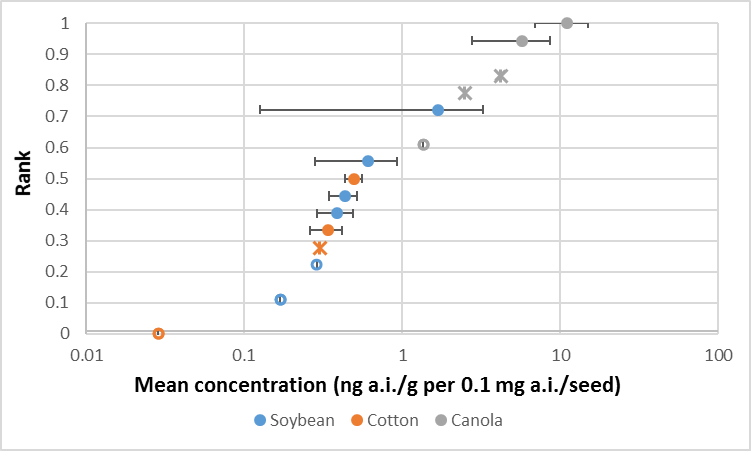 1
0.9
0.8
0.7
0.6
0.5
0.4
0.3
0.2
0.1
0
Rank
0.01 0.1 1 10 100
Mean concentration (ng a.i./g per 0.1 mg a.i./seed)
Soybean Cotton Canola